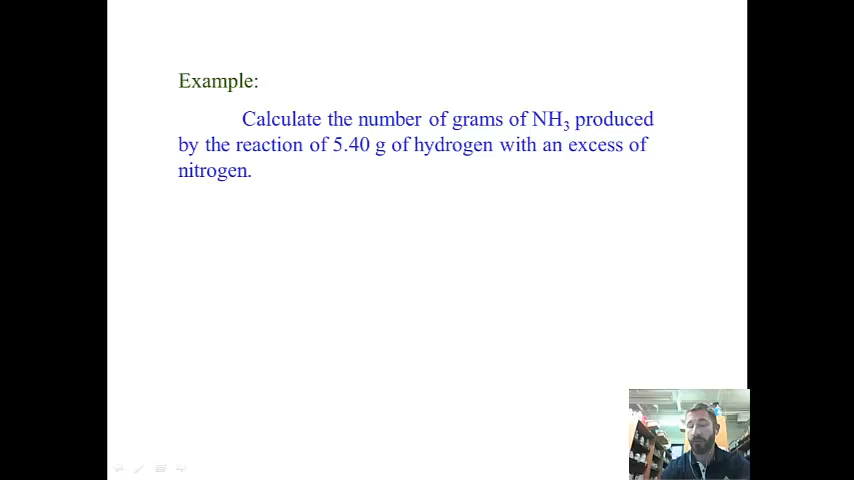 Example:
Calculate the number of grams of NH₃ produced
by the reaction of 5.40 g of hydrogen with an excess of
nitrogen.